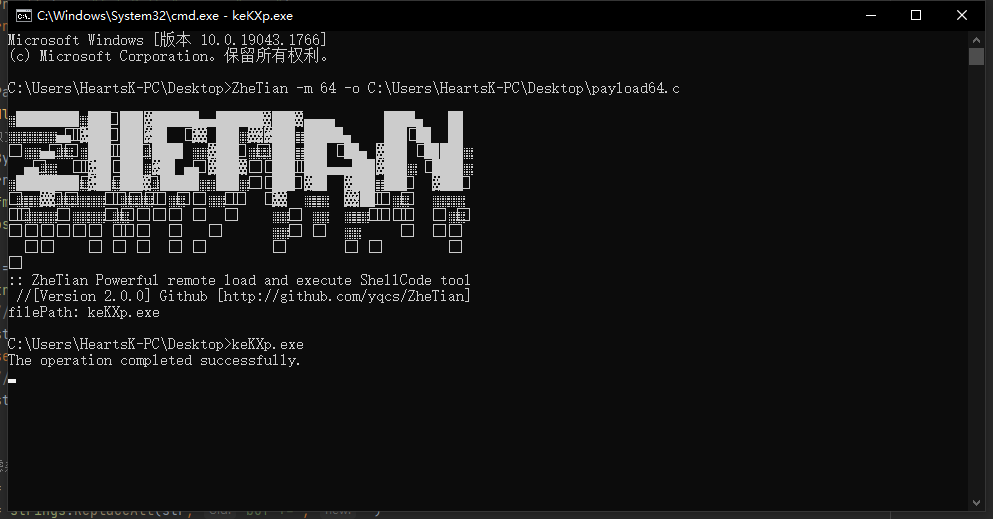 C:\Windows\System32\cmd.exe - keKXp.exe
Microsoft Windows [版本 10.0.19043.1766]
(c) Microsoft Corporation。保留所有权利。
C:\Users\HeartsK-PC\Desktop>ZheTian -m 64 -o C:\Users\HeartsK-PC\Desktop\payload64.c
ZHETIAN
:: ZheTian Powerful remote load and execute ShellCode tool
//[Version 2.0.0] Github [http://github.com/yqcs/ZheTian]
filePath: keKXp.exe
C:\Users\HeartsK-PC\Desktop>keKXp.exe
The operation completed successfully.